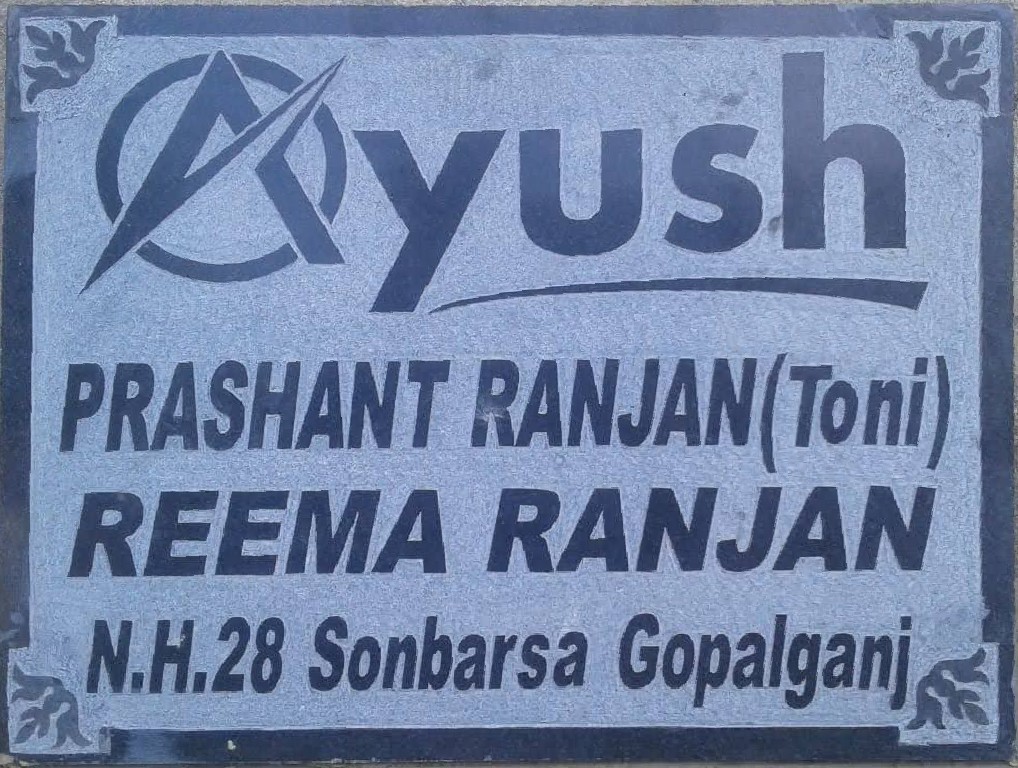 Ayush
PRASHANT RANJAN(Toni)
REEMA RANJAN
N.H.28 Sonbarsa Gopalganj